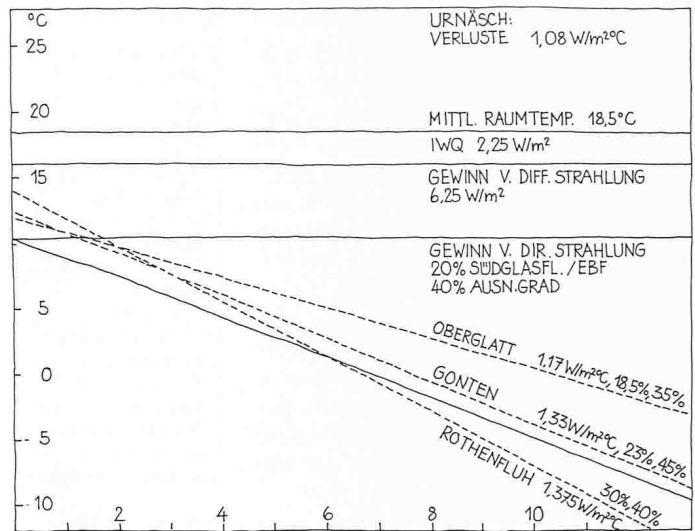 °C
25
20
15
5
0
- 5
- 10
2
4
6
8
10
URNÄSCH:
VERLUSTE 1,08 W/m²°C
MITTL. RAUMTEMP. 18,5°C
IWQ 2,25 W/m²
GEWINN V. DIFF. STRAHLUNG
6,25 W/m²
GEWINN V. DIR. STRAHLUNG
20% SÜDGLASFL. / EBF
40% AUSN.GRAD
OBERGLATT 1,17 W/m²°C, 18,5%, 35%
GONTEN 1,33 W/m²°C, 23%, 45%
ROTHENFLUH 1,375 W/m²°C
30%, 40%